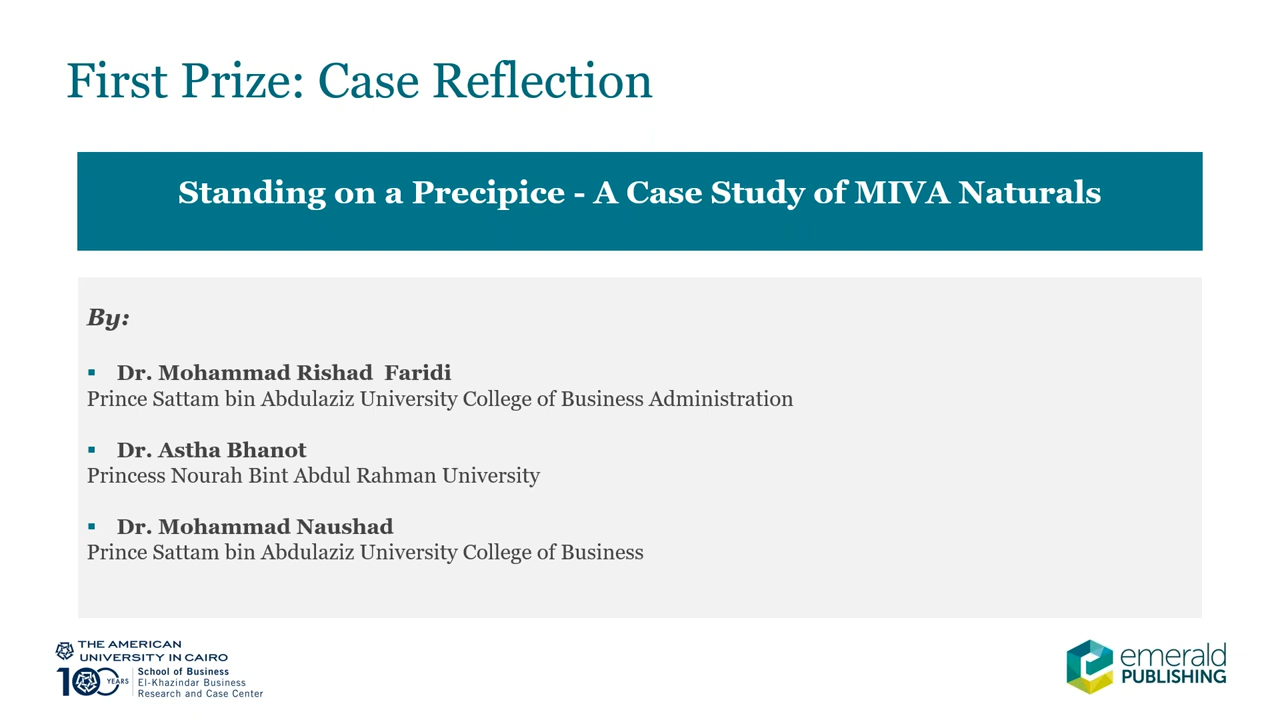 First Prize: Case Reflection
Standing on a Precipice - A Case Study of MIVA Naturals
By:
▪ Dr. Mohammad Rishad Faridi
Prince Sattam bin Abdulaziz University College of Business Administration
▪ Dr. Astha Bhanot
Princess Nourah Bint Abdul Rahman University
▪ Dr. Mohammad Naushad
Prince Sattam bin Abdulaziz University College of Business
THE AMERICAN
UNIVERSITY IN CAIRO
100 YEARS
School of Business
El-Khazindar Business
Research and Case Center
emerald
PUBLISHING